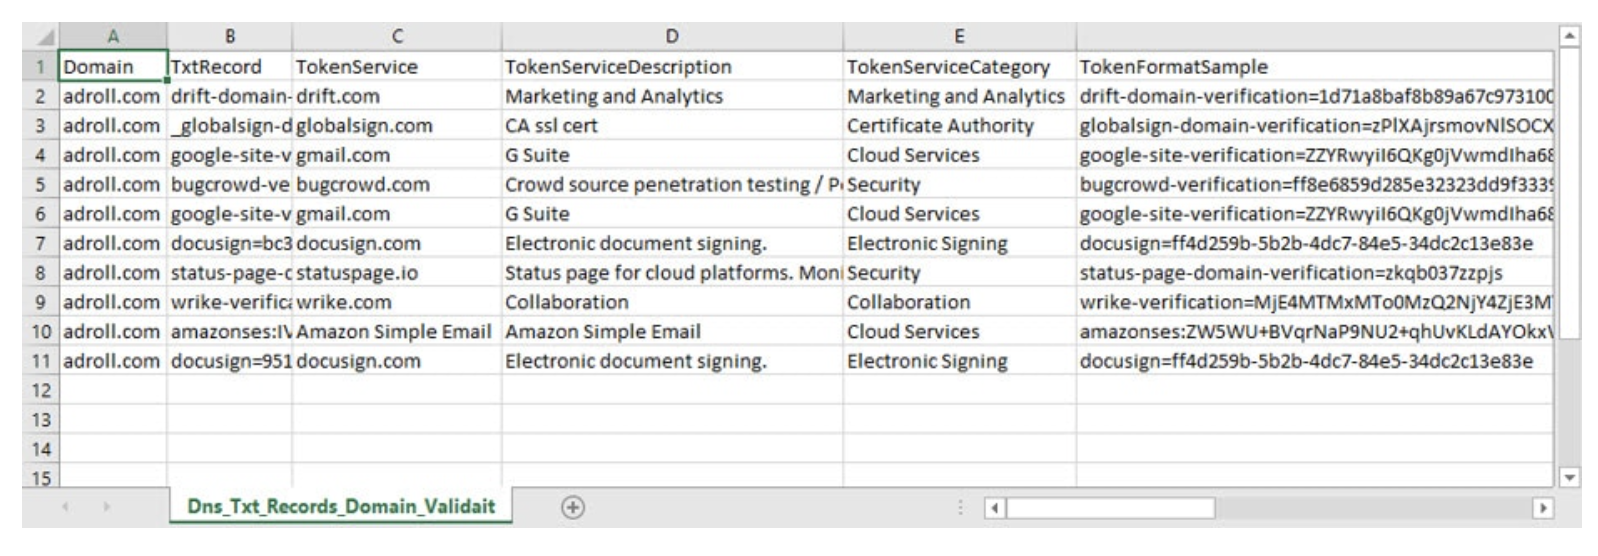 A B C D E
1 Domain TxtRecord TokenService TokenServiceDescription TokenServiceCategory TokenFormatSample
2 adroll.com drift-domain- drift.com Marketing and Analytics Marketing and Analytics drift-domain-verification=1d71a8baf8b89a67c973100
3 adroll.com _globalsign-d globalsign.com CA ssl cert Certificate Authority globalsign-domain-verification=zPlXAjrsmovNlSOCX
4 adroll.com google-site-v gmail.com G Suite Cloud Services google-site-verification=ZZYRwyiI6QKg0jVwmdIha68
5 adroll.com bugcrowd-ve bugcrowd.com Crowd source penetration testing / P Security bugcrowd-verification=ff8e6859d285e32323dd9f3339
6 adroll.com google-site-v gmail.com G Suite Cloud Services google-site-verification=ZZYRwyiI6QKg0jVwmdIha68
7 adroll.com docusign=bc3 docusign.com Electronic document signing. Electronic Signing docusign=ff4d259b-5b2b-4dc7-84e5-34dc2c13e83e
8 adroll.com status-page-d statuspage.io Status page for cloud platforms. Moni Security status-page-domain-verification=zkqb037zzpjs
9 adroll.com wrike-verifica wrike.com Collaboration Collaboration wrike-verification=MjE4MTMxMTo0MzQ2NjY4ZjE3M
10 adroll.com amazonses:IV Amazon Simple Email Amazon Simple Email Cloud Services amazonses:ZW5WU+BVqrNaP9NU2+qhUvKLdAYOkx
11 adroll.com docusign=951 docusign.com Electronic document signing. Electronic Signing docusign=ff4d259b-5b2b-4dc7-84e5-34dc2c13e83e
12
13
14
15
Dns_Txt_Records_Domain_Validait